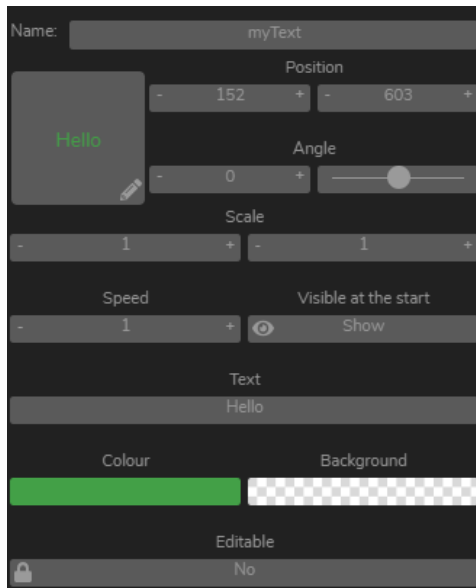 Name: myText
Position
- 152 + - 603 +
Hello
Angle
- 0 +
Scale
- 1 + - 1 +
Speed Visible at the start
- 1 + Show
Text
Hello
Colour Background
Editable
No